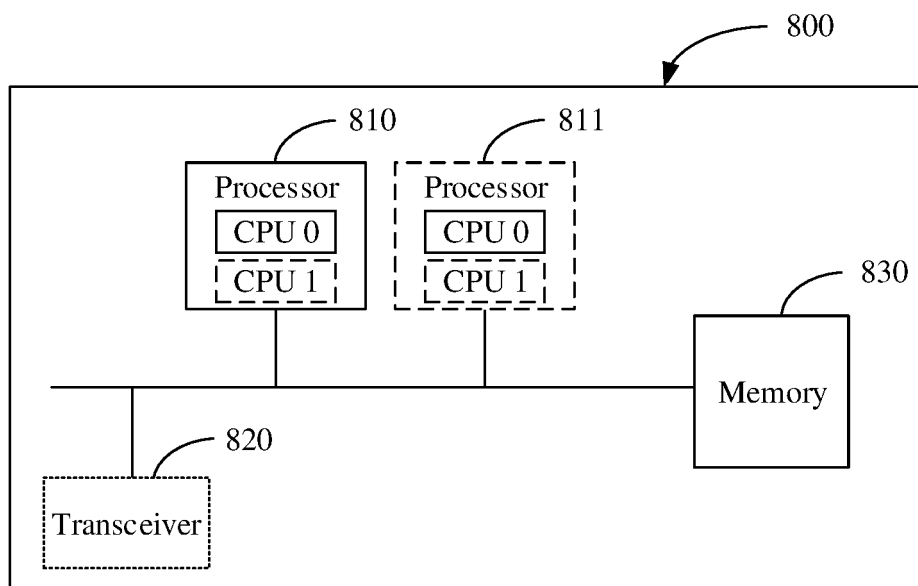 800
810
811
Processor
CPU 0
CPU 1
Processor
CPU 0
CPU 1
830
Memory
820
Transceiver